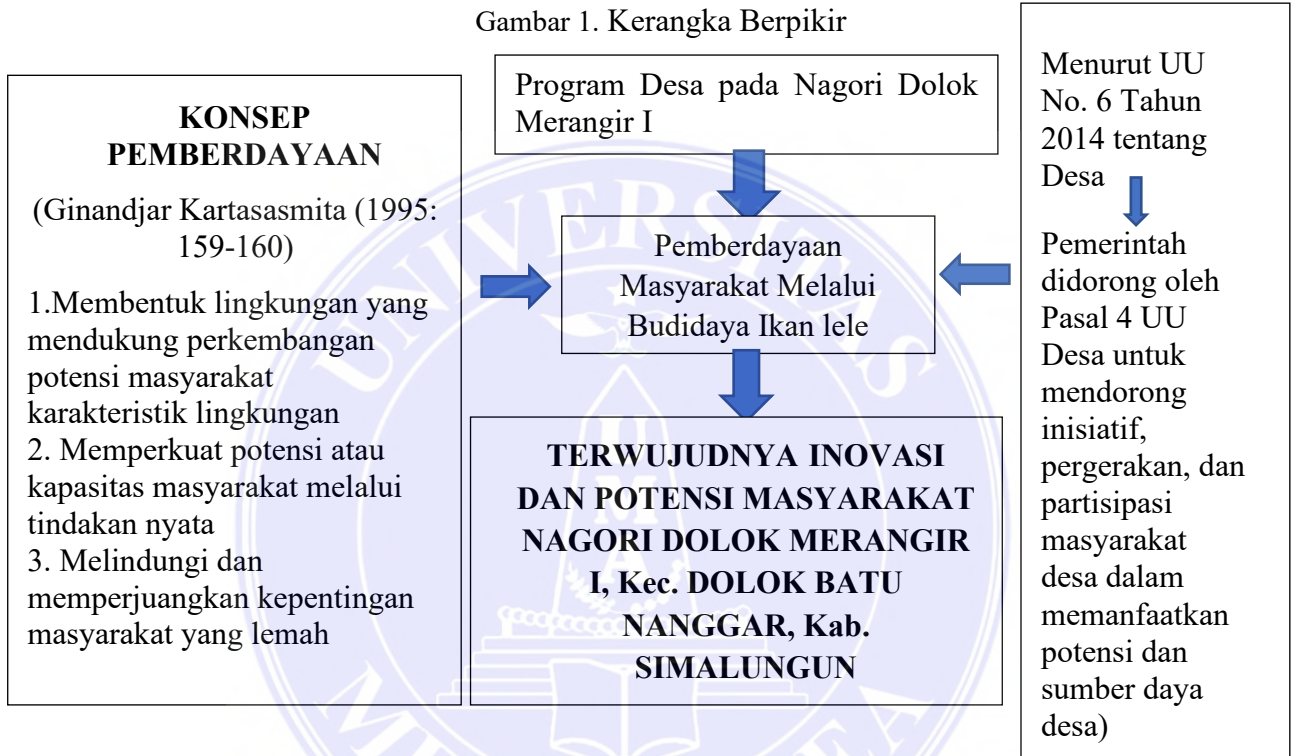 Gambar 1. Kerangka Berpikir
KONSEP
PEMBERDAYAAN
(Ginandjar Kartasasmita (1995:
159-160)
1.Membentuk lingkungan yang
mendukung perkembangan
potensi masyarakat
karakteristik lingkungan
2. Memperkuat potensi atau
kapasitas masyarakat melalui
tindakan nyata
3. Melindungi dan
memperjuangkan kepentingan
masyarakat yang lemah
Program Desa pada Nagori Dolok
Merangir I
Pemberdayaan
Masyarakat Melalui
Budidaya Ikan lele
TERWUJUDNYA INOVASI
DAN POTENSI MASYARAKAT
NAGORI DOLOK MERANGIR
I, Kec. DOLOK BATU
NANGGAR, Kab.
SIMALUNGUN
Menurut UU
No. 6 Tahun
2014 tentang
Desa
Pemerintah
didorong oleh
Pasal 4 UU
Desa untuk
mendorong
inisiatif,
pergerakan, dan
partisipasi
masyarakat
desa dalam
memanfaatkan
potensi dan
sumber daya
desa)
UNIVERSITAS
UMA